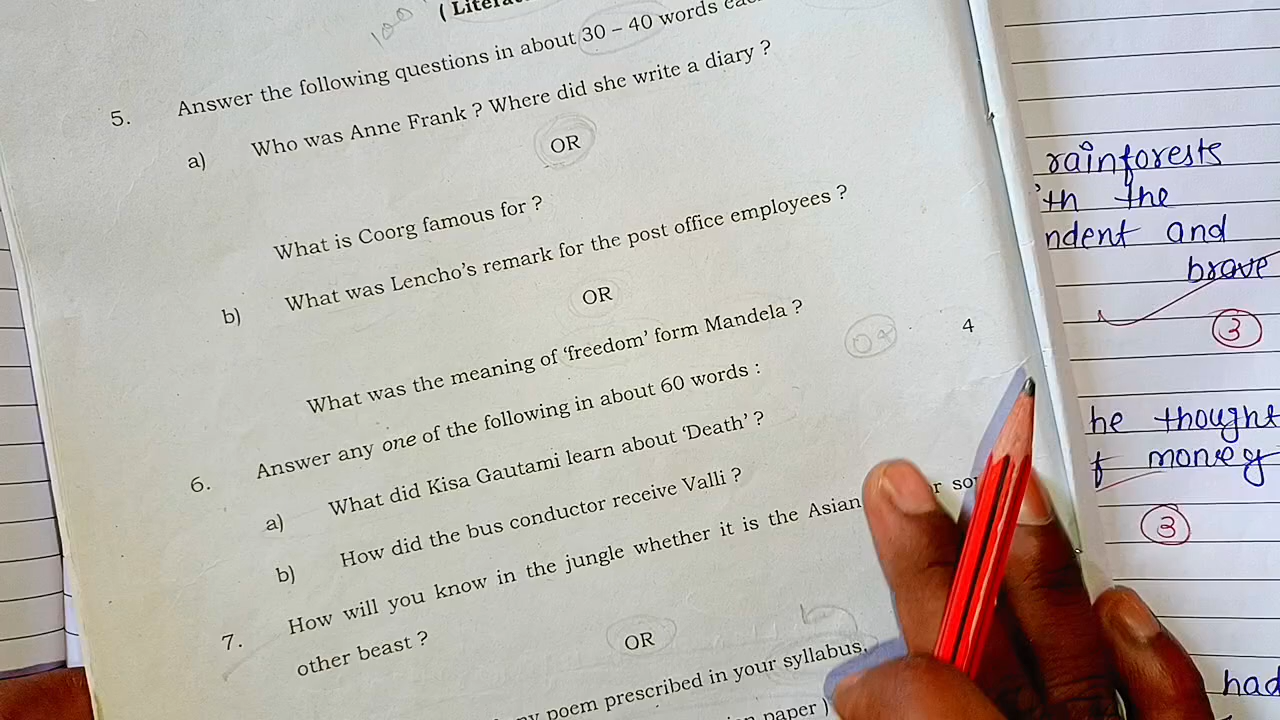 100
( Litera
5. Answer the following questions in about 30 – 40 words
a) Who was Anne Frank ? Where did she write a diary ?
OR
What is Coorg famous for ?
b) What was Lencho's remark for the post office employees ?
OR
What was the meaning of 'freedom' form Mandela ?
6. Answer any one of the following in about 60 words : 4
a) What did Kisa Gautami learn about 'Death' ?
b) How did the bus conductor receive Valli ?
7. How will you know in the jungle whether it is the Asian
other beast ?
OR
poem prescribed in your syllabus,
paper )
rainforests
'th the
ndent and
brave
3
he thought
f money
3
had